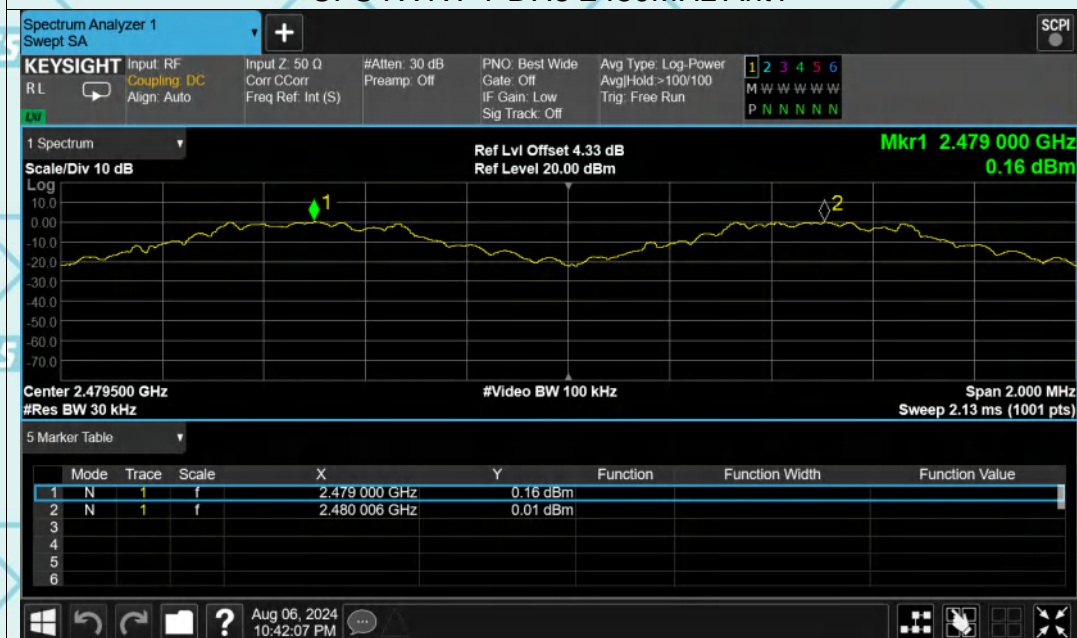 Spectrum Analyzer 1
Swept SA
+
SCPI
KEYSIGHT
RL
LXI
Input: RF
Coupling: DC
Align: Auto
Input Z: 50 Ω
Corr CCorr
Freq Ref: Int (S)
#Atten: 30 dB
Preamp: Off
PNO: Best Wide
Gate: Off
IF Gain: Low
Sig Track: Off
Avg Type: Log-Power
Avg|Hold:>100/100
Trig: Free Run
1 2 3 4 5 6
M W W W W W
P N N N N N
1 Spectrum
Scale/Div 10 dB
Ref Lvl Offset 4.33 dB
Ref Level 20.00 dBm
Mkr1 2.479 000 GHz
0.16 dBm
Log
10.0
0.00
-10.0
-20.0
-30.0
-40.0
-50.0
-60.0
-70.0
1
2
Center 2.479500 GHz
#Video BW 100 kHz
Span 2.000 MHz
#Res BW 30 kHz
Sweep 2.13 ms (1001 pts)
5 Marker Table
Mode Trace Scale X Y Function Function Width Function Value
1 N 1 f 2.479 000 GHz 0.16 dBm
2 N 1 f 2.480 006 GHz 0.01 dBm
3
4
5
6
?
Aug 06, 2024
10:42:07 PM